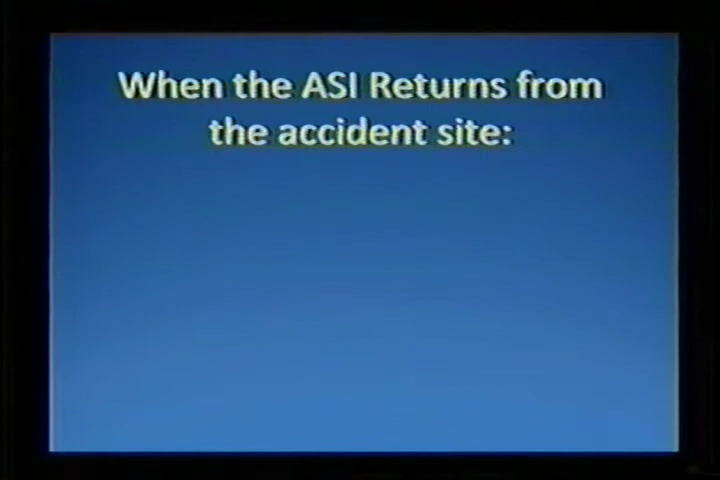 When the ASI Returns from
the accident site: